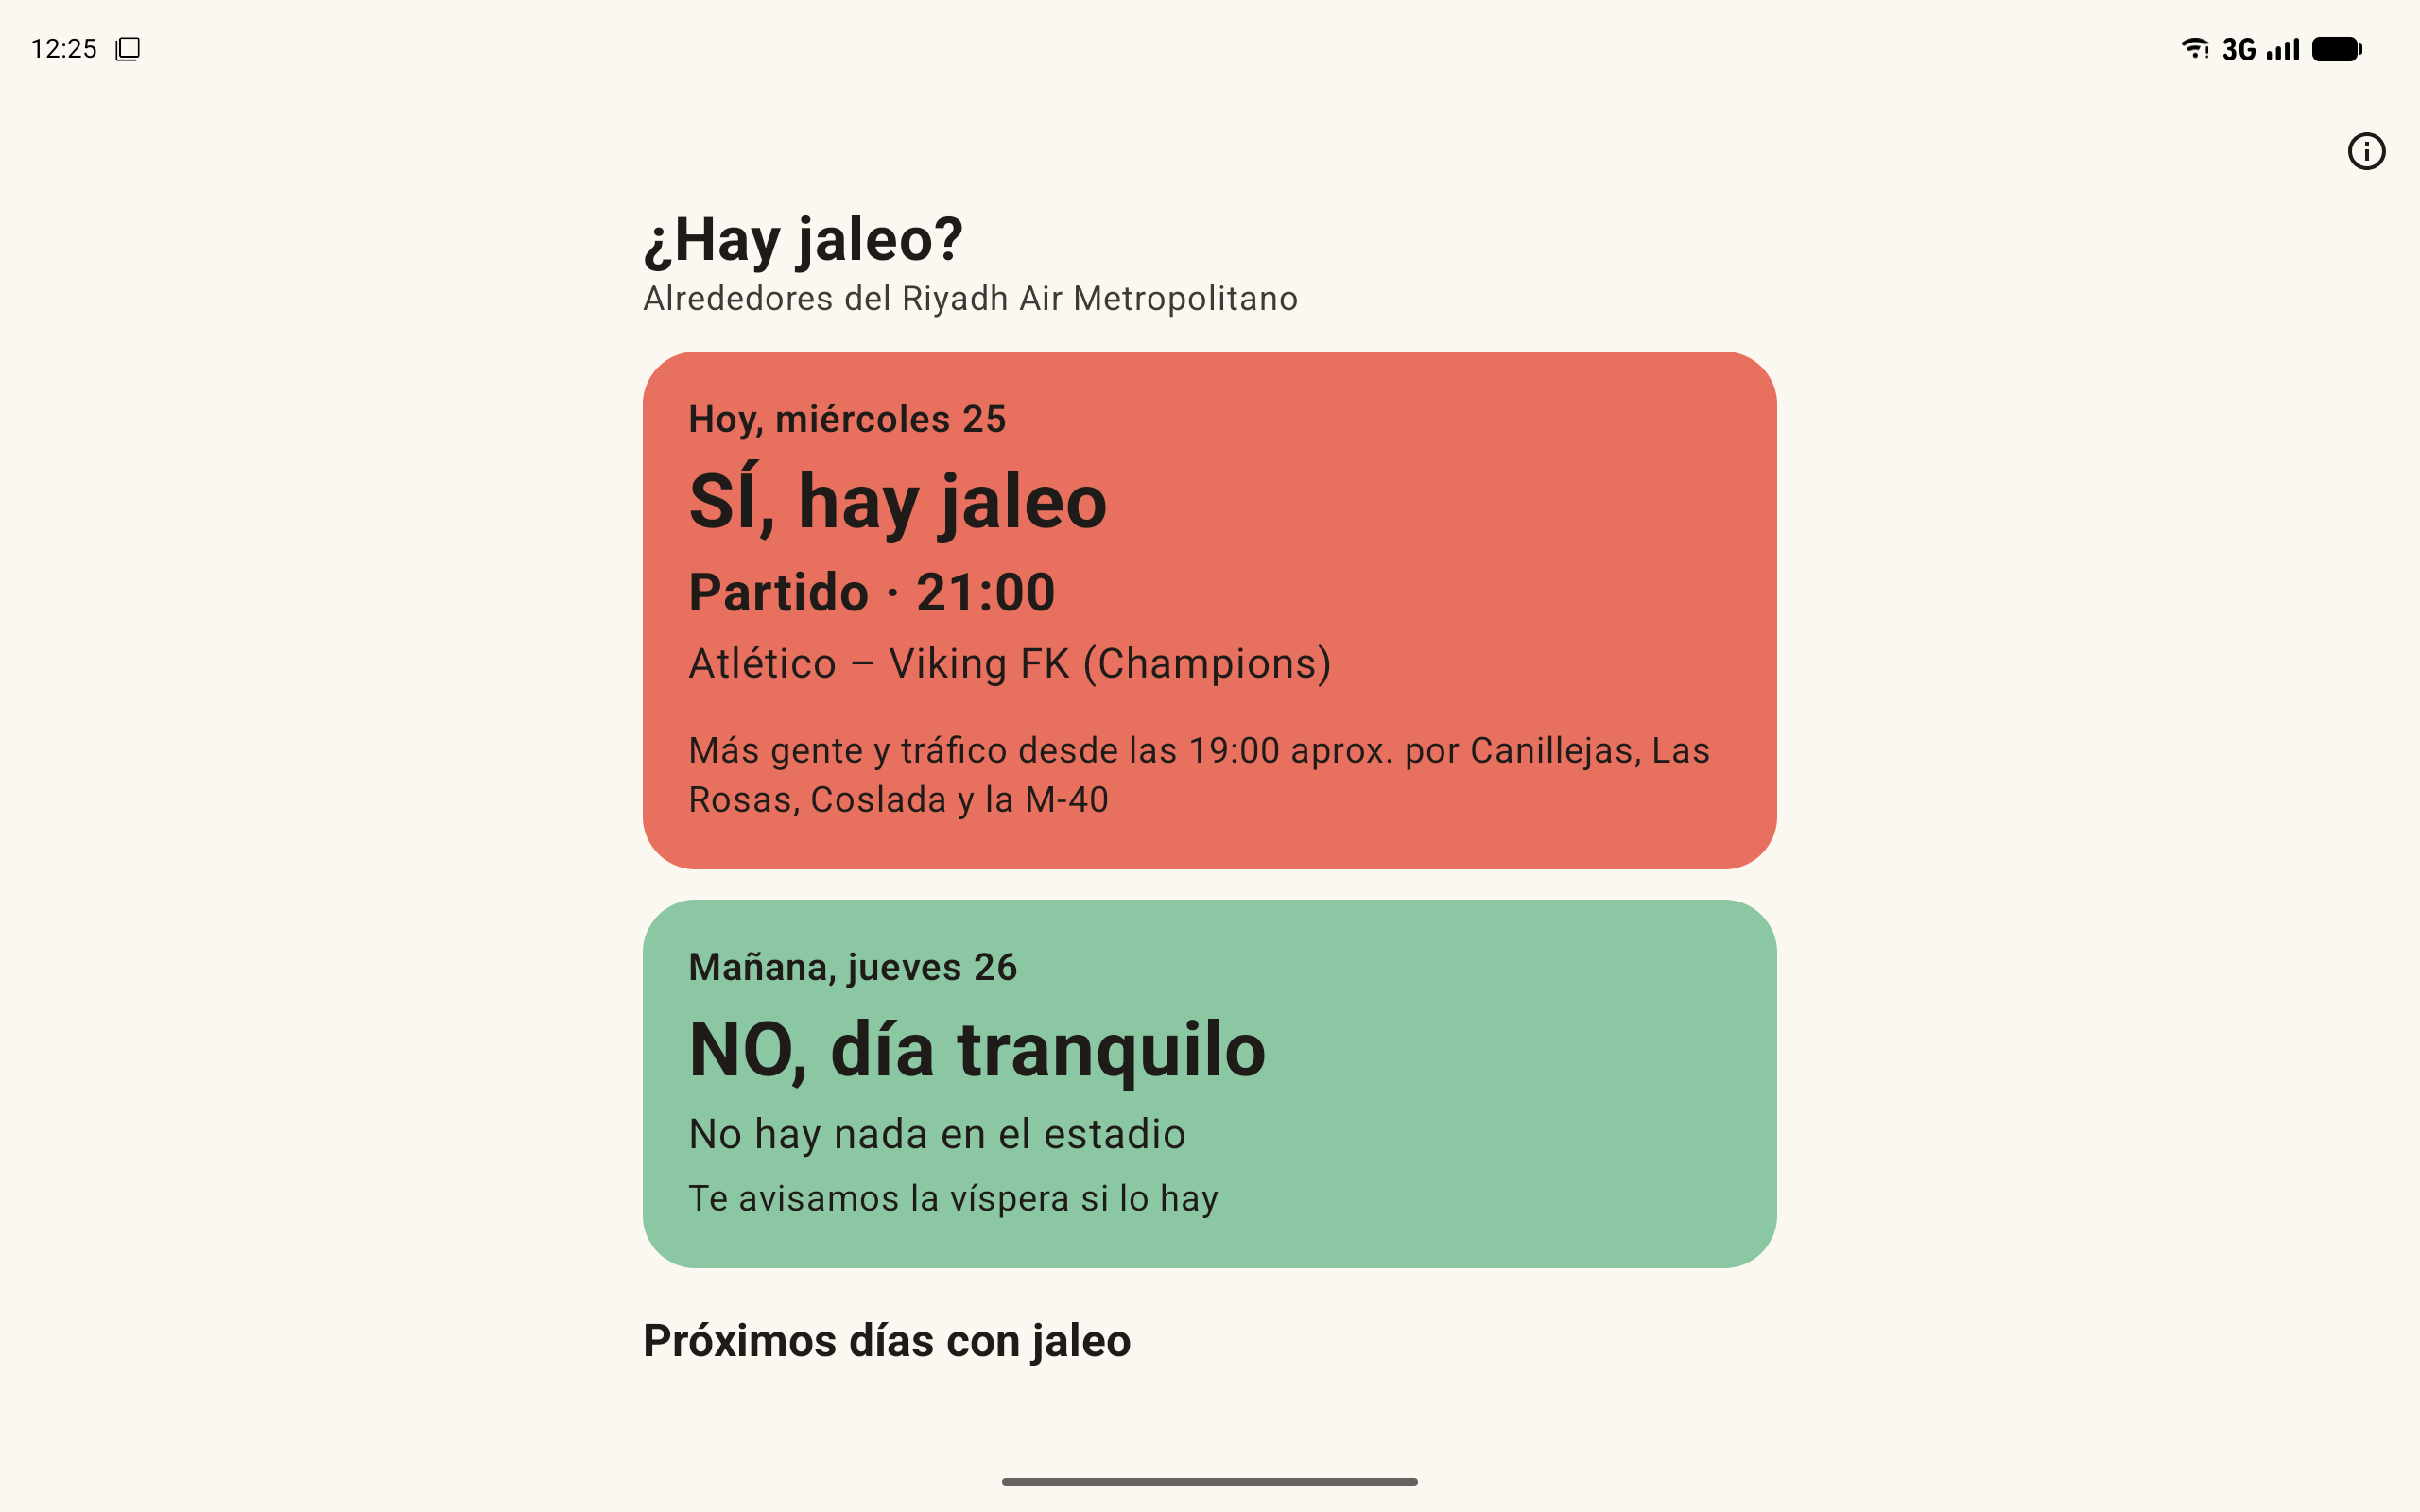 12:25
3G
¿Hay jaleo?
Alrededores del Riyadh Air Metropolitano
Hoy, miércoles 25
SÍ, hay jaleo
Partido · 21:00
Atlético – Viking FK (Champions)
Más gente y tráfico desde las 19:00 aprox. por Canillejas, Las
Rosas, Coslada y la M-40
Mañana, jueves 26
NO, día tranquilo
No hay nada en el estadio
Te avisamos la víspera si lo hay
Próximos días con jaleo